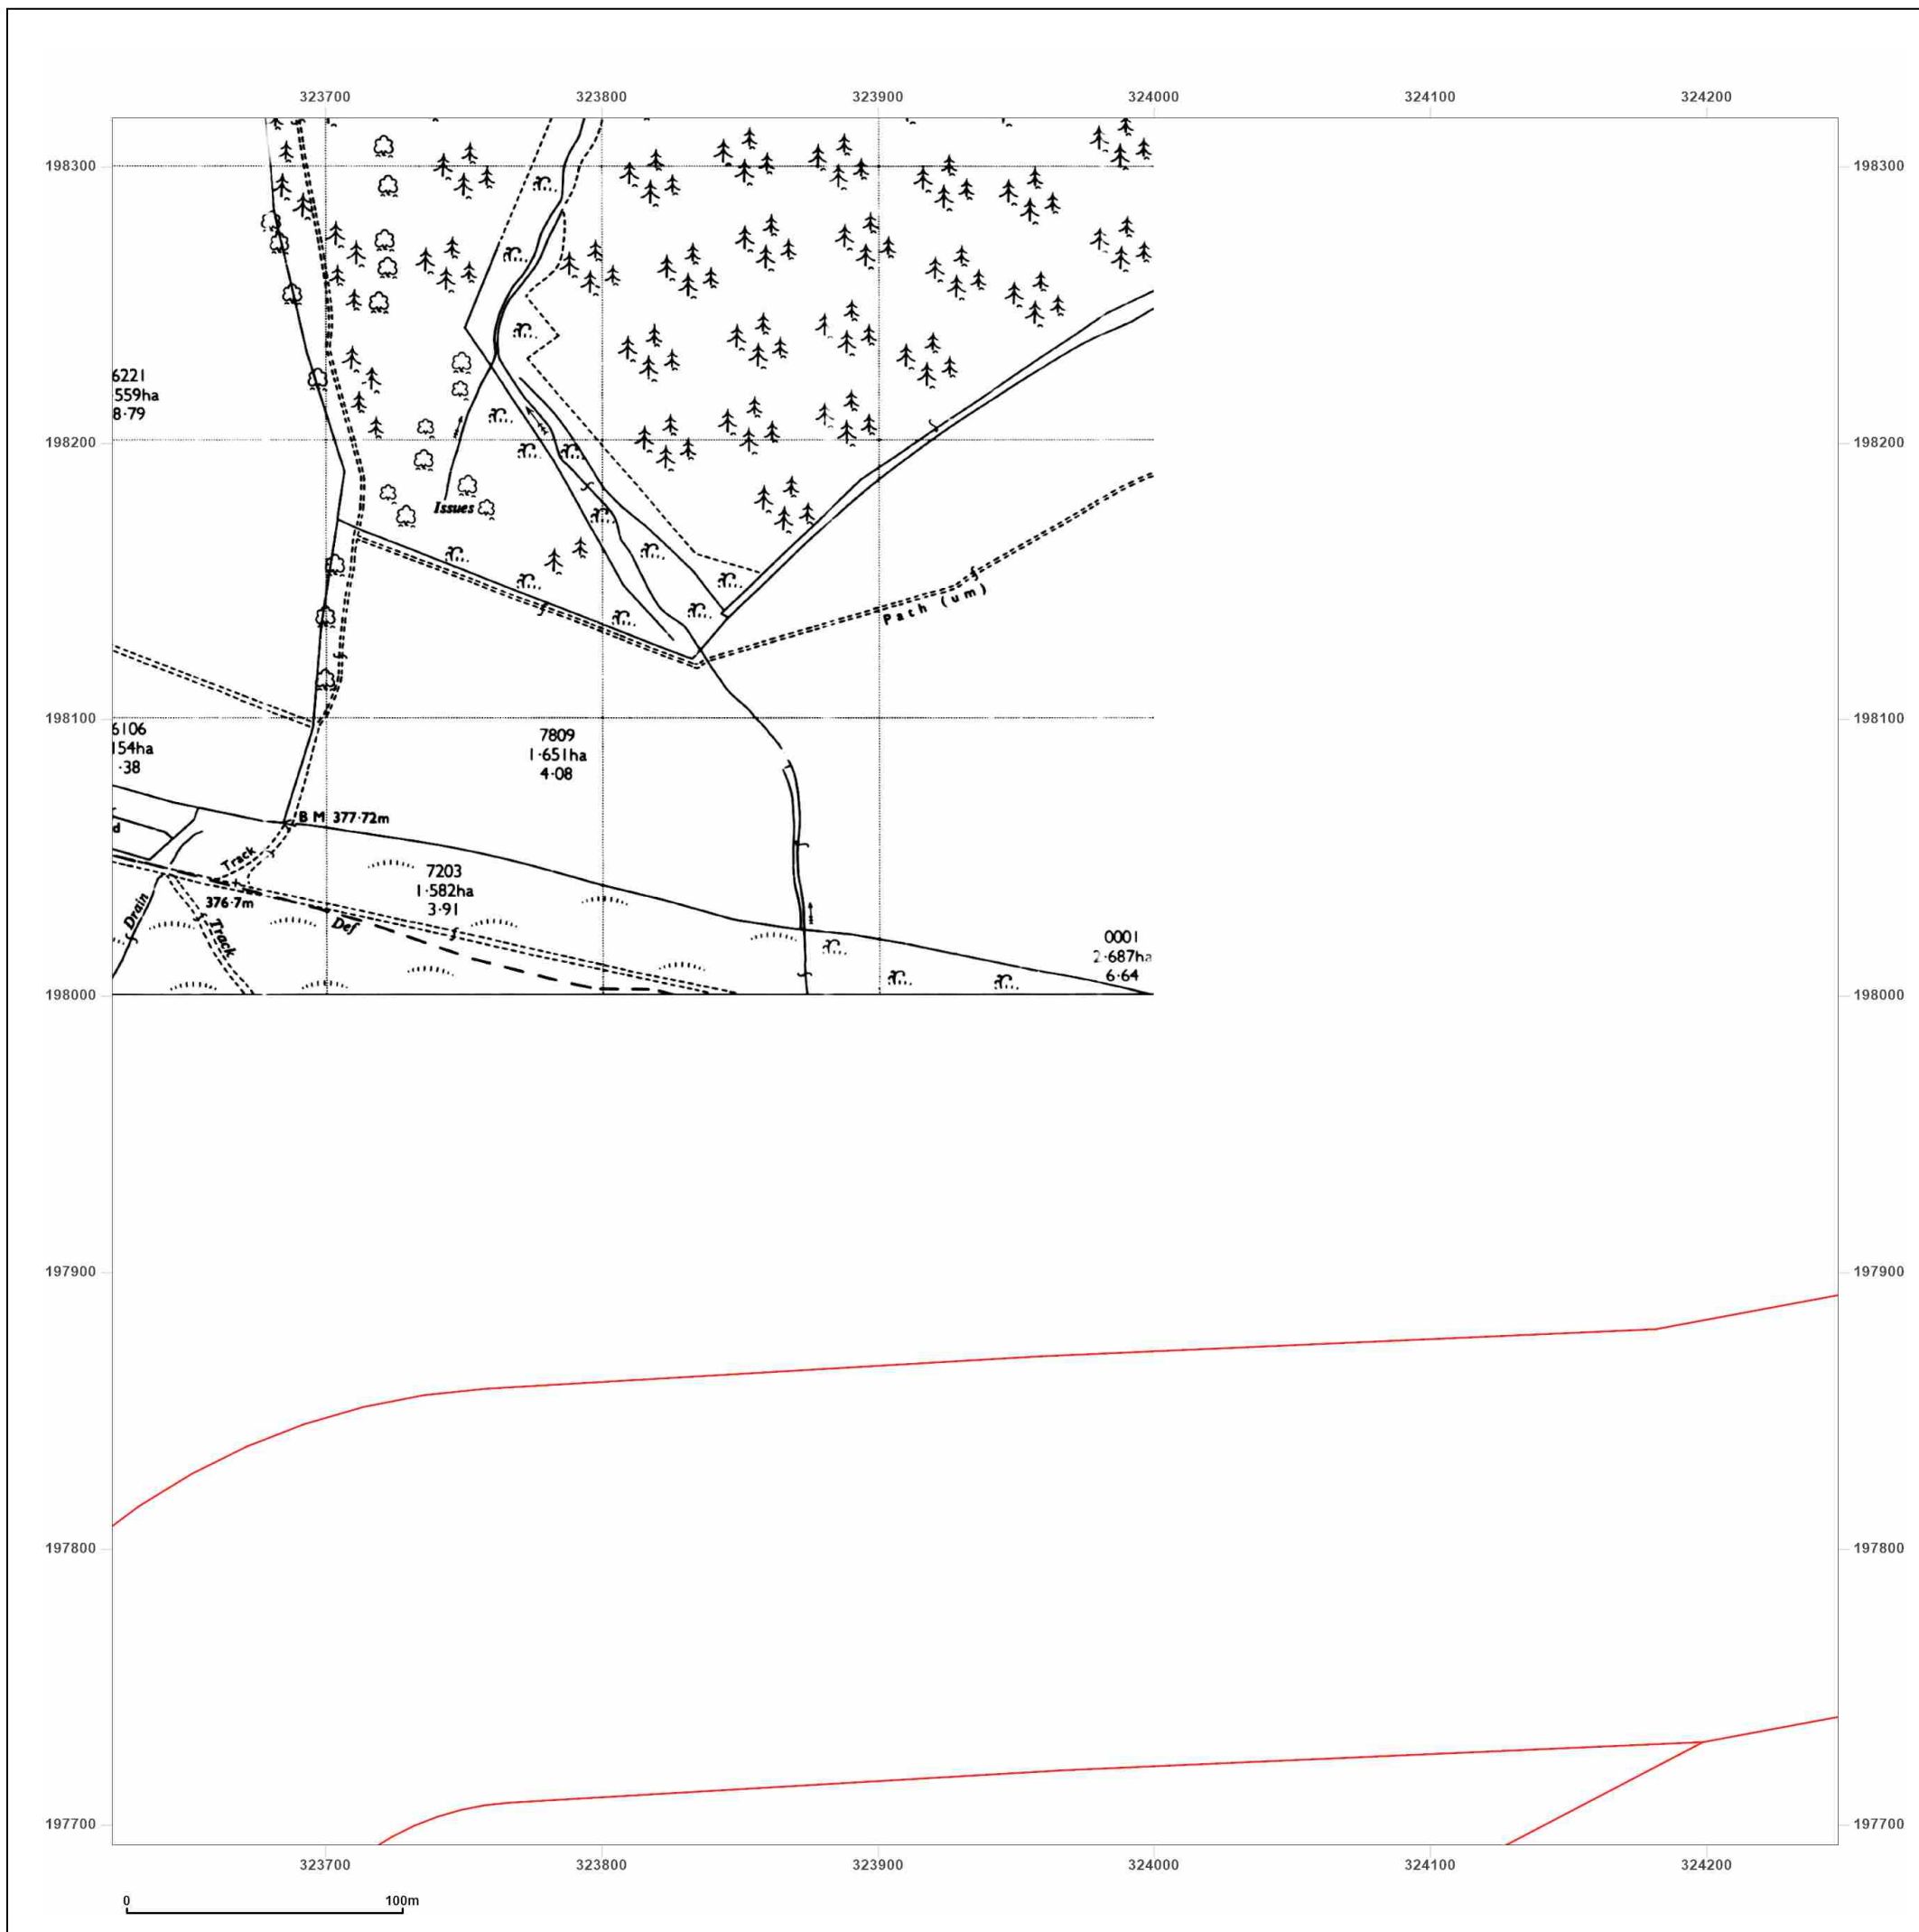 323700 323800 323900 324000 324100 324200
198300 198300
6221
559ha
8·79
198200 198200
Issues
Path (um)
198100 198100
6106
154ha
·38
7809
1·651ha
4·08
B M 377·72m
d
Track
7203
1·582ha
3·91
376·7m
Drain
Track
Def
0001
2·687ha
6·64
198000 198000
197900 197900
197800 197800
197700 197700
323700 323800 323900 324000 324100 324200
0 100m